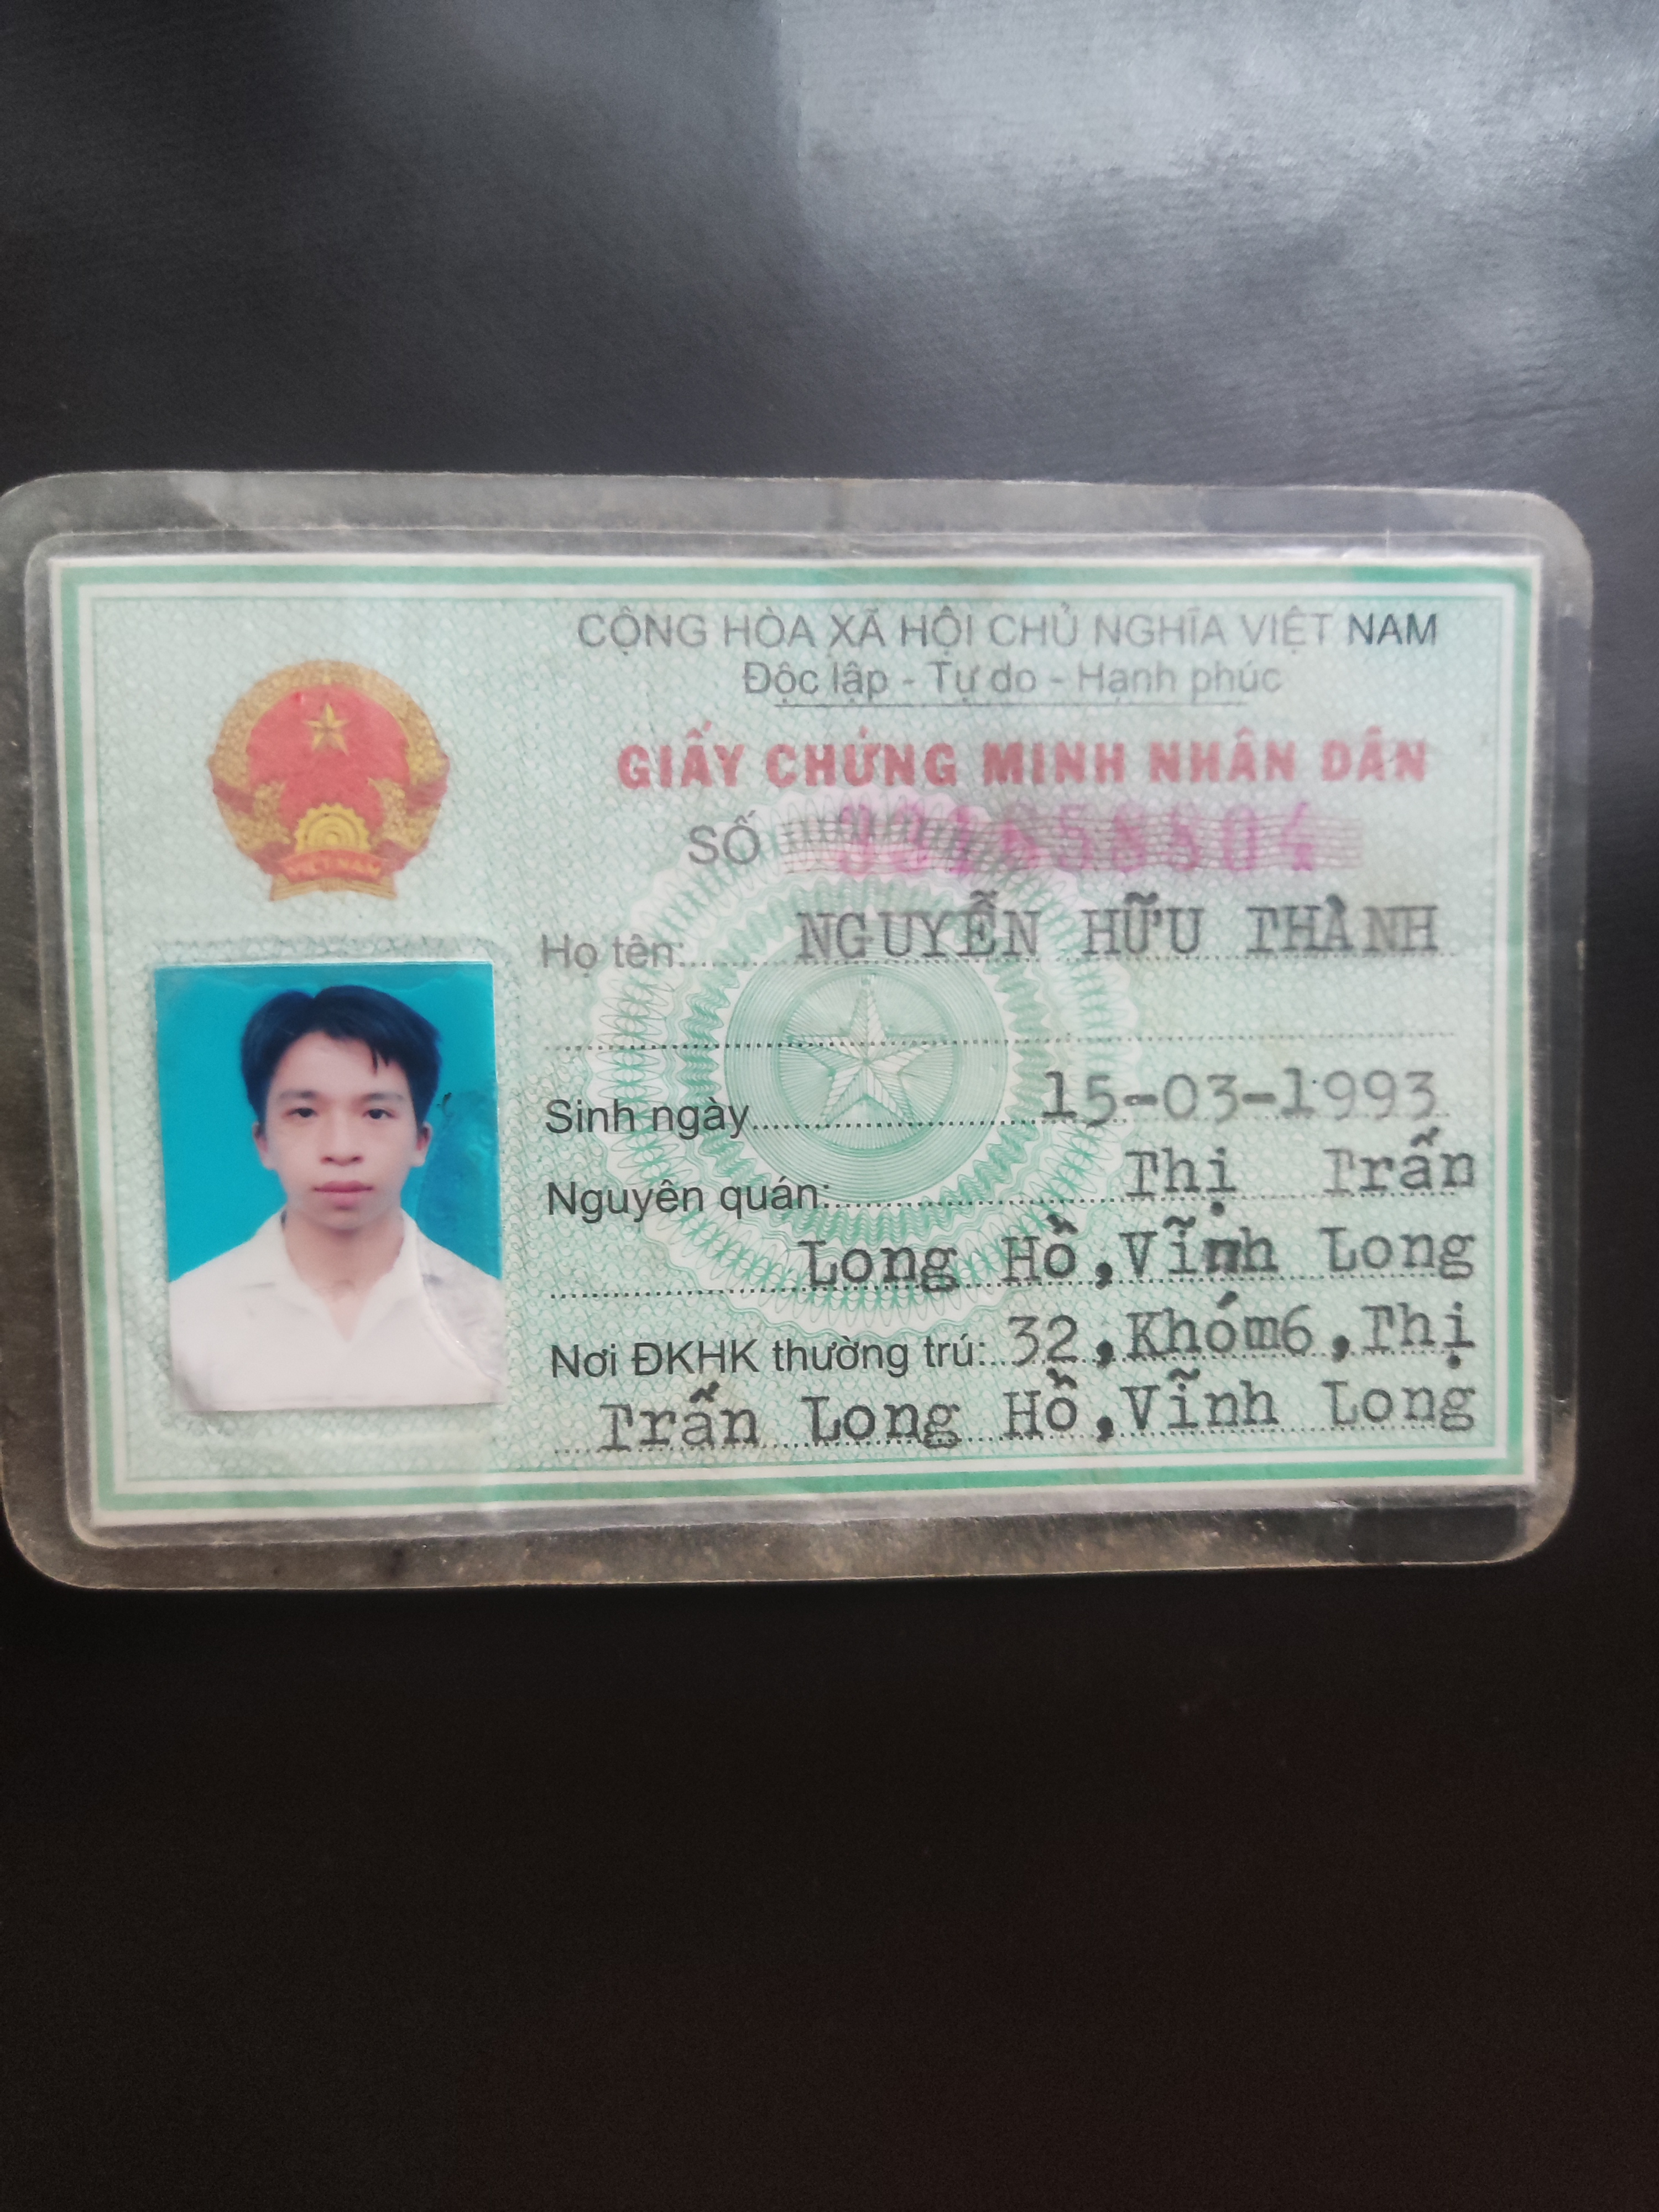 CỘNG HÒA XÃ HỘI CHỦ NGHĨA VIỆT NAM
Độc lập - Tự do - Hạnh phúc
VIỆT NAM
GIẤY CHỨNG MINH NHÂN DÂN
SỐ
Họ tên: NGUYỄN HỮU THÀNH
Sinh ngày 15-03-1993
Nguyên quán: Thị Trấn
Long Hồ,Vĩnh Long
Nơi ĐKHK thường trú: 32,Khóm6,Thị
Trấn Long Hồ,Vĩnh Long